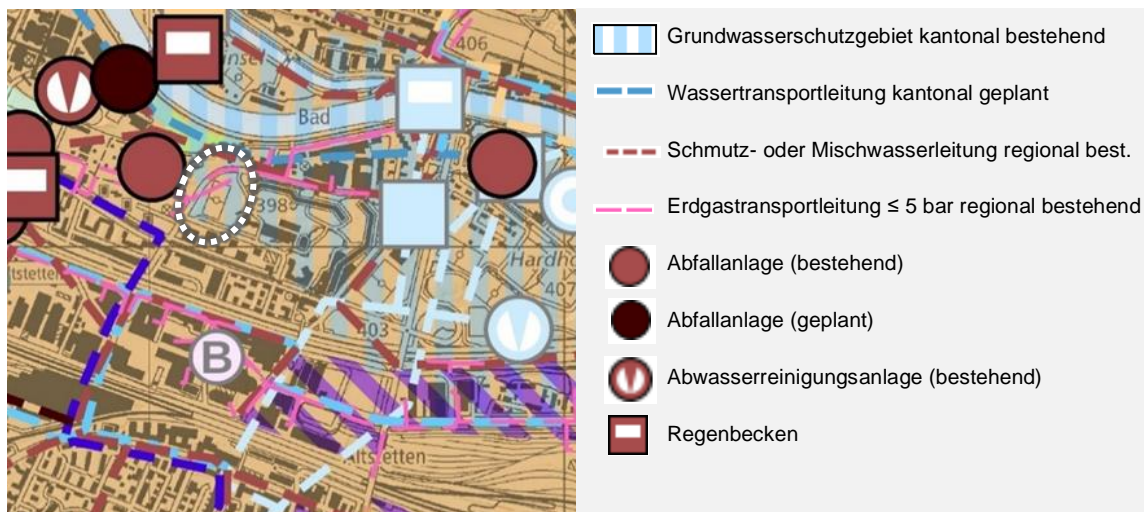 406
Bad
398
Hardho
407
403
B
Altstetten
Grundwasserschutzgebiet kantonal bestehend
Wassertransportleitung kantonal geplant
Schmutz- oder Mischwasserleitung regional best.
Erdgastransportleitung ≤ 5 bar regional bestehend
Abfallanlage (bestehend)
Abfallanlage (geplant)
Abwasserreinigungsanlage (bestehend)
Regenbecken